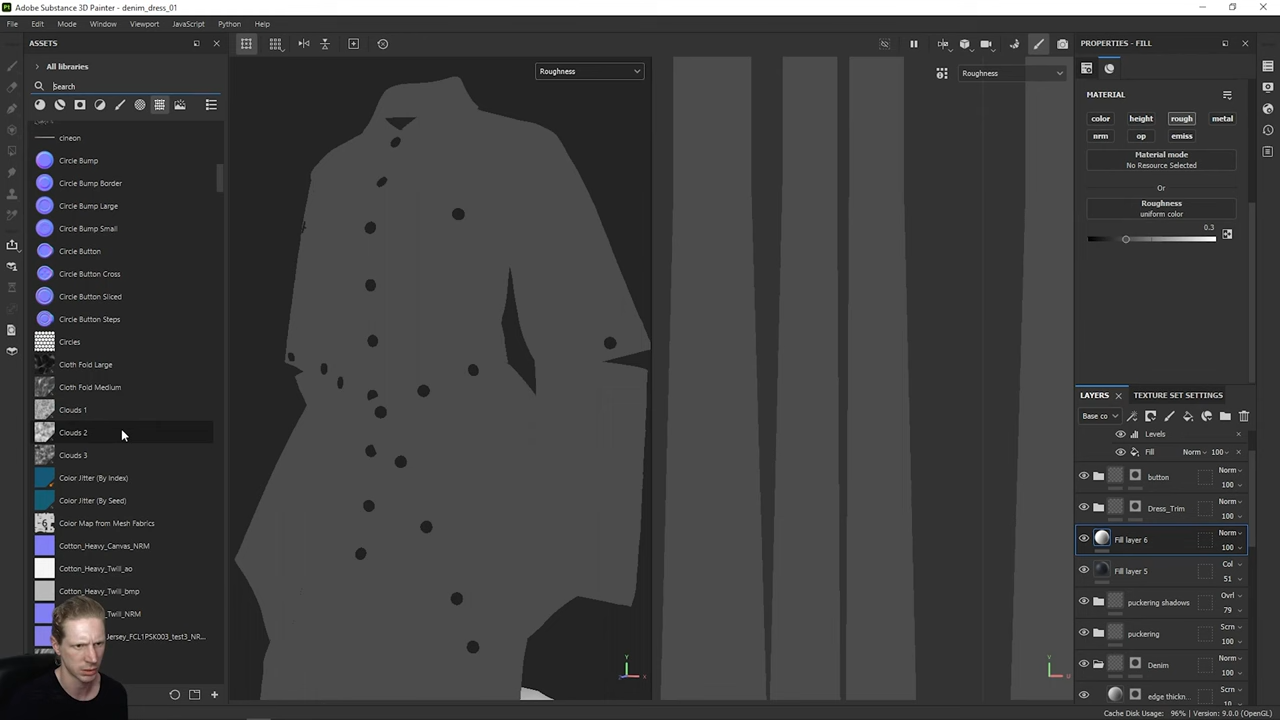 Adobe Substance 3D Painter - denim_dress_01
File Edit Mode Window Viewport JavaScript Python Help
ASSETS
All libraries
Search
cineon
Circle Bump
Circle Bump Border
Circle Bump Large
Circle Bump Small
Circle Button
Circle Button Cross
Circle Button Sliced
Circle Button Steps
Circles
Cloth Fold Large
Cloth Fold Medium
Clouds 1
Clouds 2
Clouds 3
Color Jitter (By Index)
Color Jitter (By Seed)
Color Map from Mesh Fabrics
Cotton_Heavy_Canvas_NRM
Cotton_Heavy_Twill_ao
Cotton_Heavy_Twill_bmp
Twill_NRM
Jersey_FCL1PSK003_test3_NR...
Roughness
Roughness
PROPERTIES - FILL
MATERIAL
color height rough metal
nrm op emiss
Material mode
No Resource Selected
Or
Roughness
uniform color
0.3
LAYERS TEXTURE SET SETTINGS
Base co
Levels
Fill Norm 100
button Norm 100
Dress_Trim Norm 100
Fill layer 6 Norm 100
Fill layer 5 Col 51
puckering shadows Ovrl 79
puckering Scrn 100
Denim Norm 100
edge thickn... Scrn 10
Cache Disk Usage: 96% | Version: 9.0.0 (OpenGL)